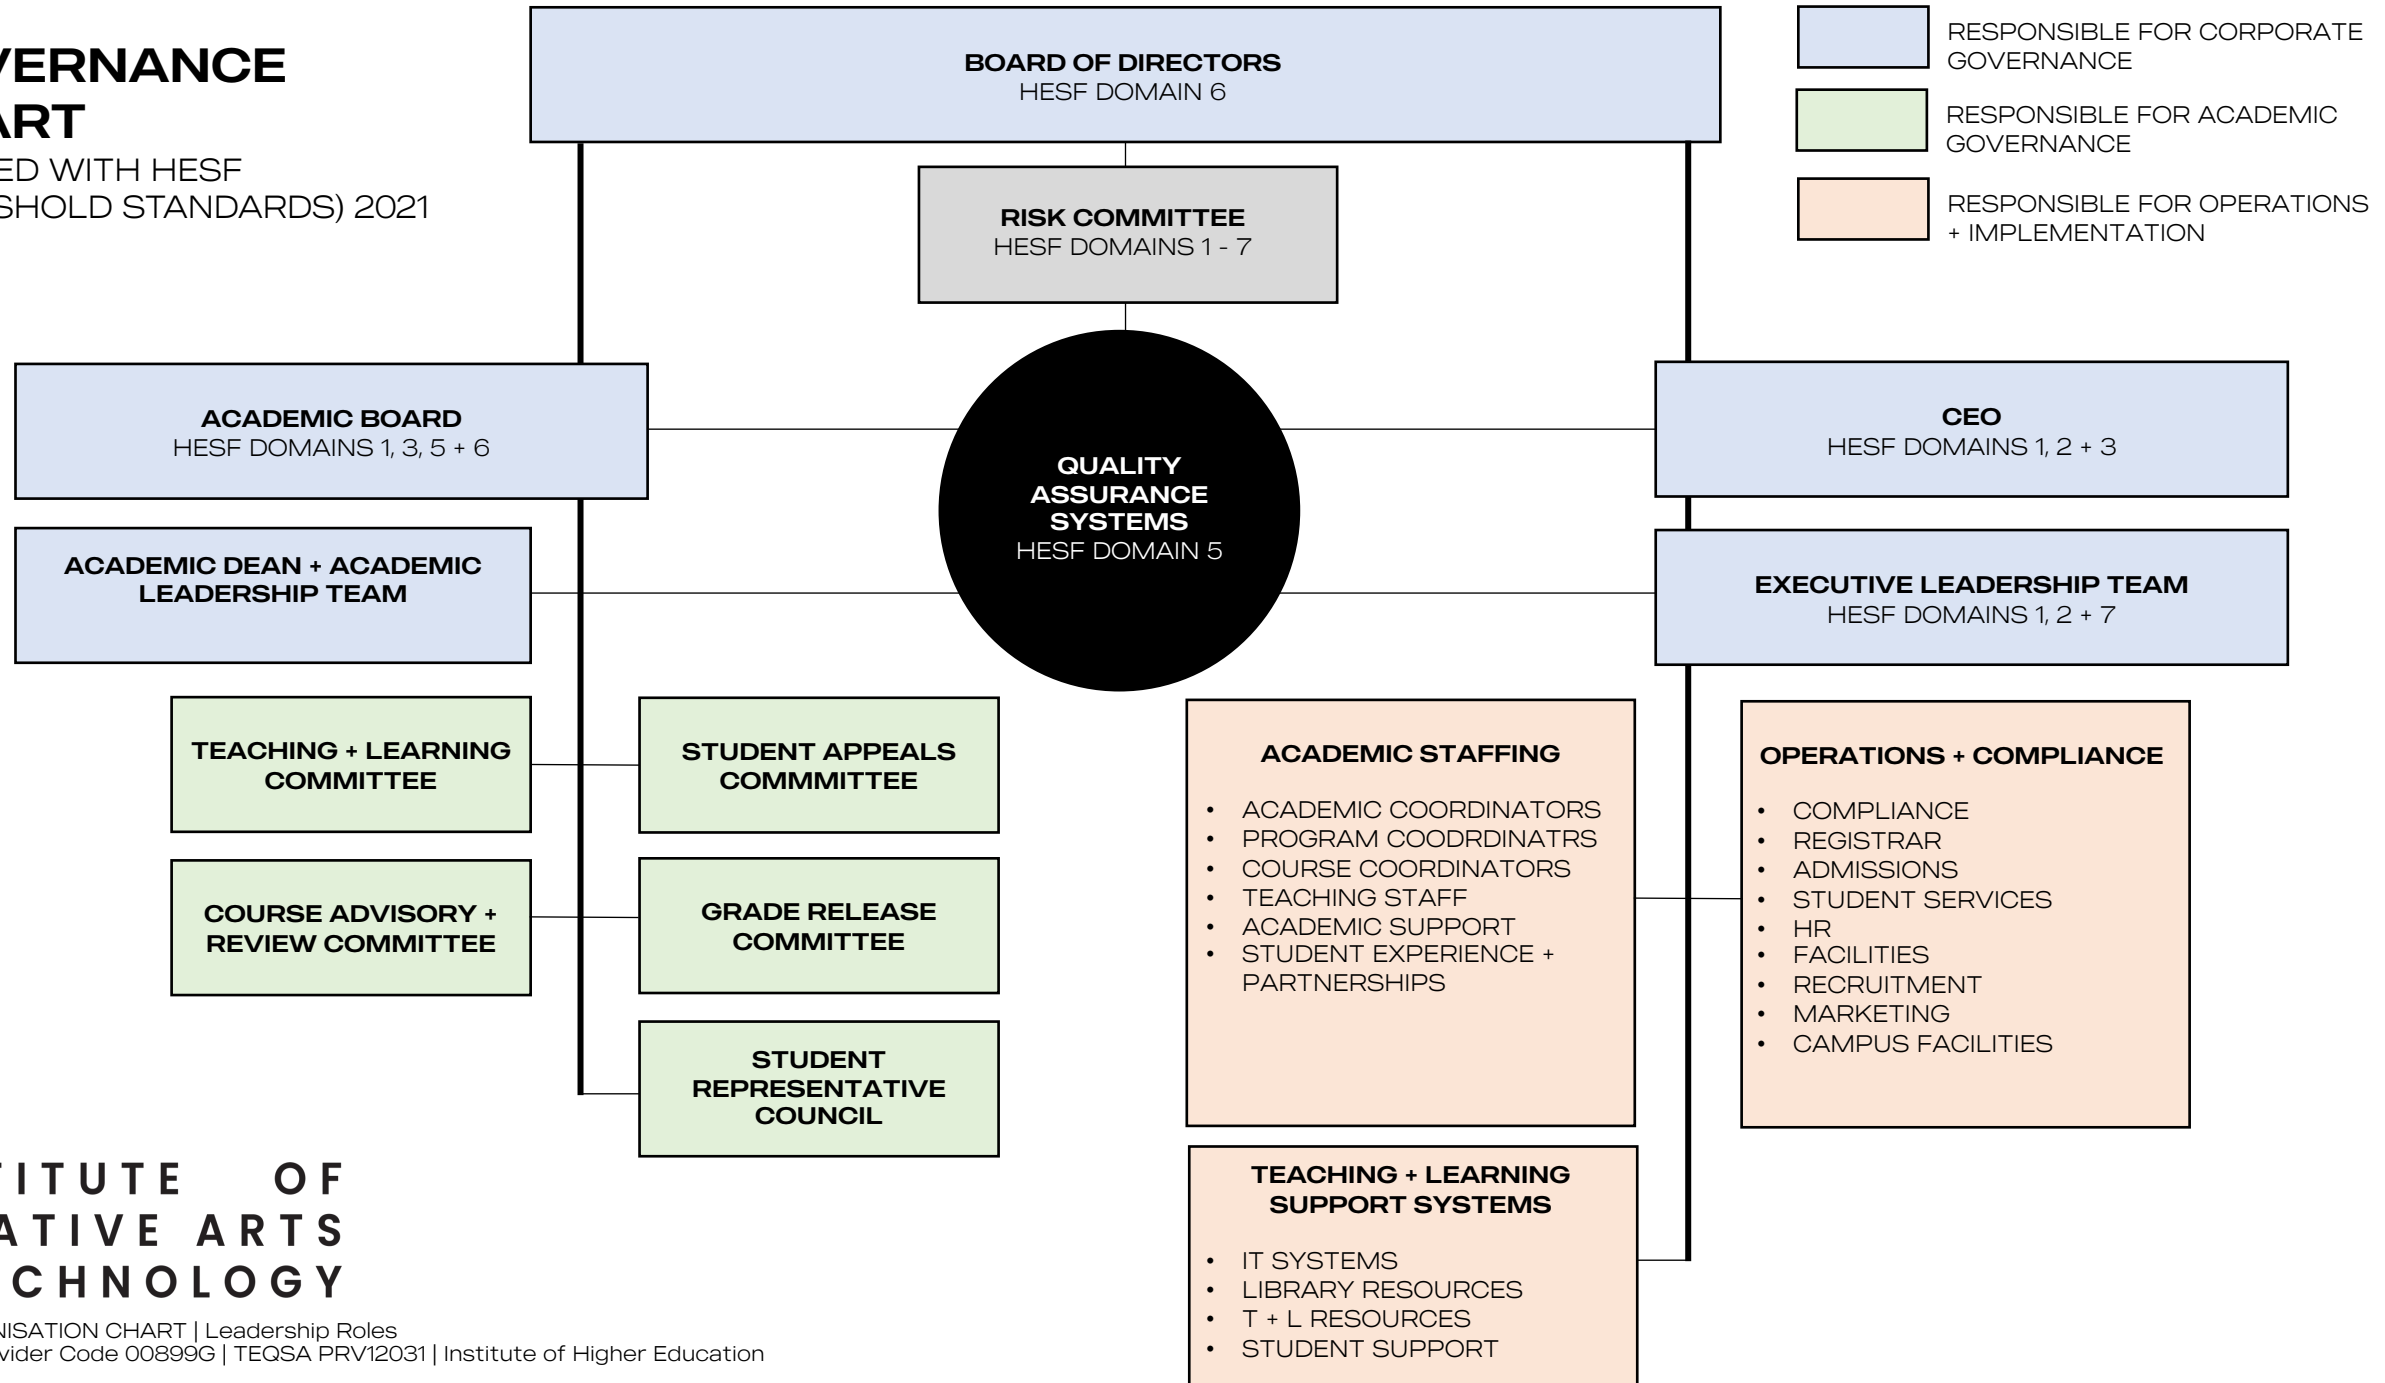 VERNANCE
ART
ED WITH HESF
SHOLD STANDARDS) 2021
BOARD OF DIRECTORS
HESF DOMAIN 6
RESPONSIBLE FOR CORPORATE
GOVERNANCE
RESPONSIBLE FOR ACADEMIC
GOVERNANCE
RESPONSIBLE FOR OPERATIONS
+ IMPLEMENTATION
RISK COMMITTEE
HESF DOMAINS 1 - 7
ACADEMIC BOARD
HESF DOMAINS 1, 3, 5 + 6
QUALITY
ASSURANCE
SYSTEMS
HESF DOMAIN 5
CEO
HESF DOMAINS 1, 2 + 3
ACADEMIC DEAN + ACADEMIC
LEADERSHIP TEAM
EXECUTIVE LEADERSHIP TEAM
HESF DOMAINS 1, 2 + 7
TEACHING + LEARNING
COMMITTEE
STUDENT APPEALS
COMMMITTEE
COURSE ADVISORY +
REVIEW COMMITTEE
GRADE RELEASE
COMMITTEE
STUDENT
REPRESENTATIVE
COUNCIL
ACADEMIC STAFFING
• ACADEMIC COORDINATORS
• PROGRAM COODRDINATRS
• COURSE COORDINATORS
• TEACHING STAFF
• ACADEMIC SUPPORT
• STUDENT EXPERIENCE +
PARTNERSHIPS
OPERATIONS + COMPLIANCE
• COMPLIANCE
• REGISTRAR
• ADMISSIONS
• STUDENT SERVICES
• HR
• FACILITIES
• RECRUITMENT
• MARKETING
• CAMPUS FACILITIES
TEACHING + LEARNING
SUPPORT SYSTEMS
• IT SYSTEMS
• LIBRARY RESOURCES
• T + L RESOURCES
• STUDENT SUPPORT
TITUTE OF
ATIVE ARTS
CHNOLOGY
NISATION CHART | Leadership Roles
vider Code 00899G | TEQSA PRV12031 | Institute of Higher Education